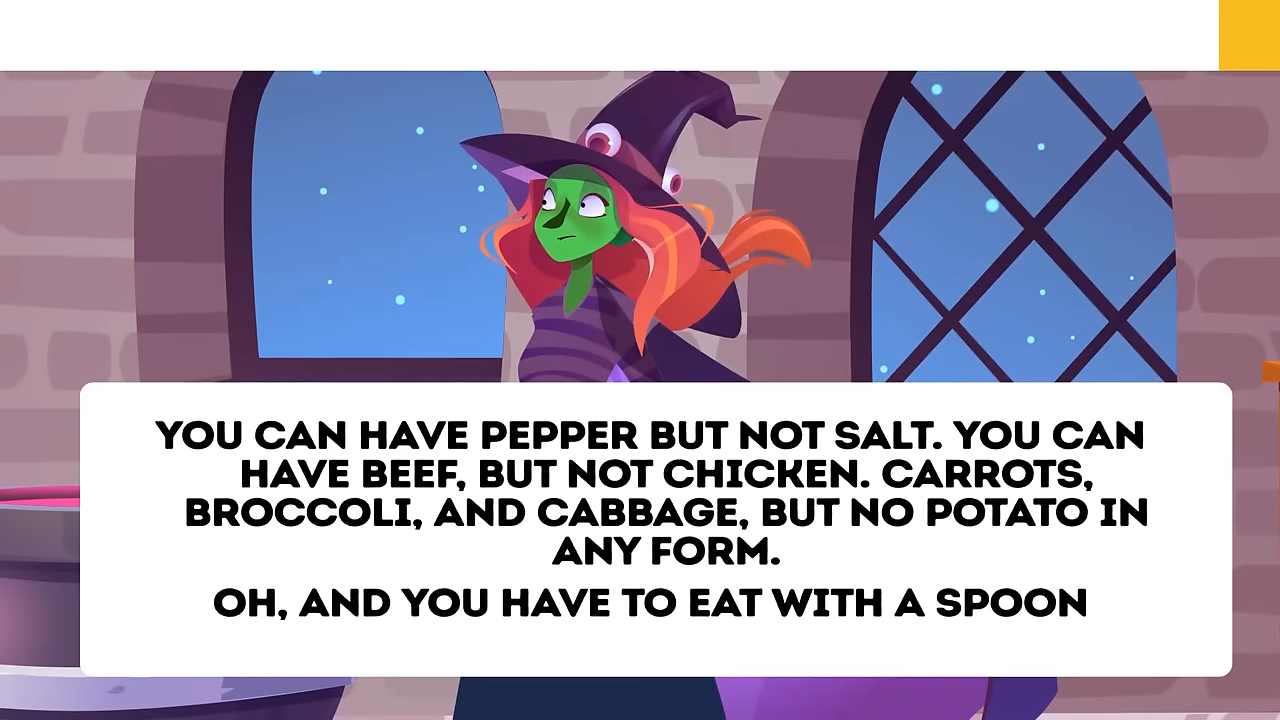 YOU CAN HAVE PEPPER BUT NOT SALT. YOU CAN
HAVE BEEF, BUT NOT CHICKEN. CARROTS,
BROCCOLI, AND CABBAGE, BUT NO POTATO IN
ANY FORM.
OH, AND YOU HAVE TO EAT WITH A SPOON